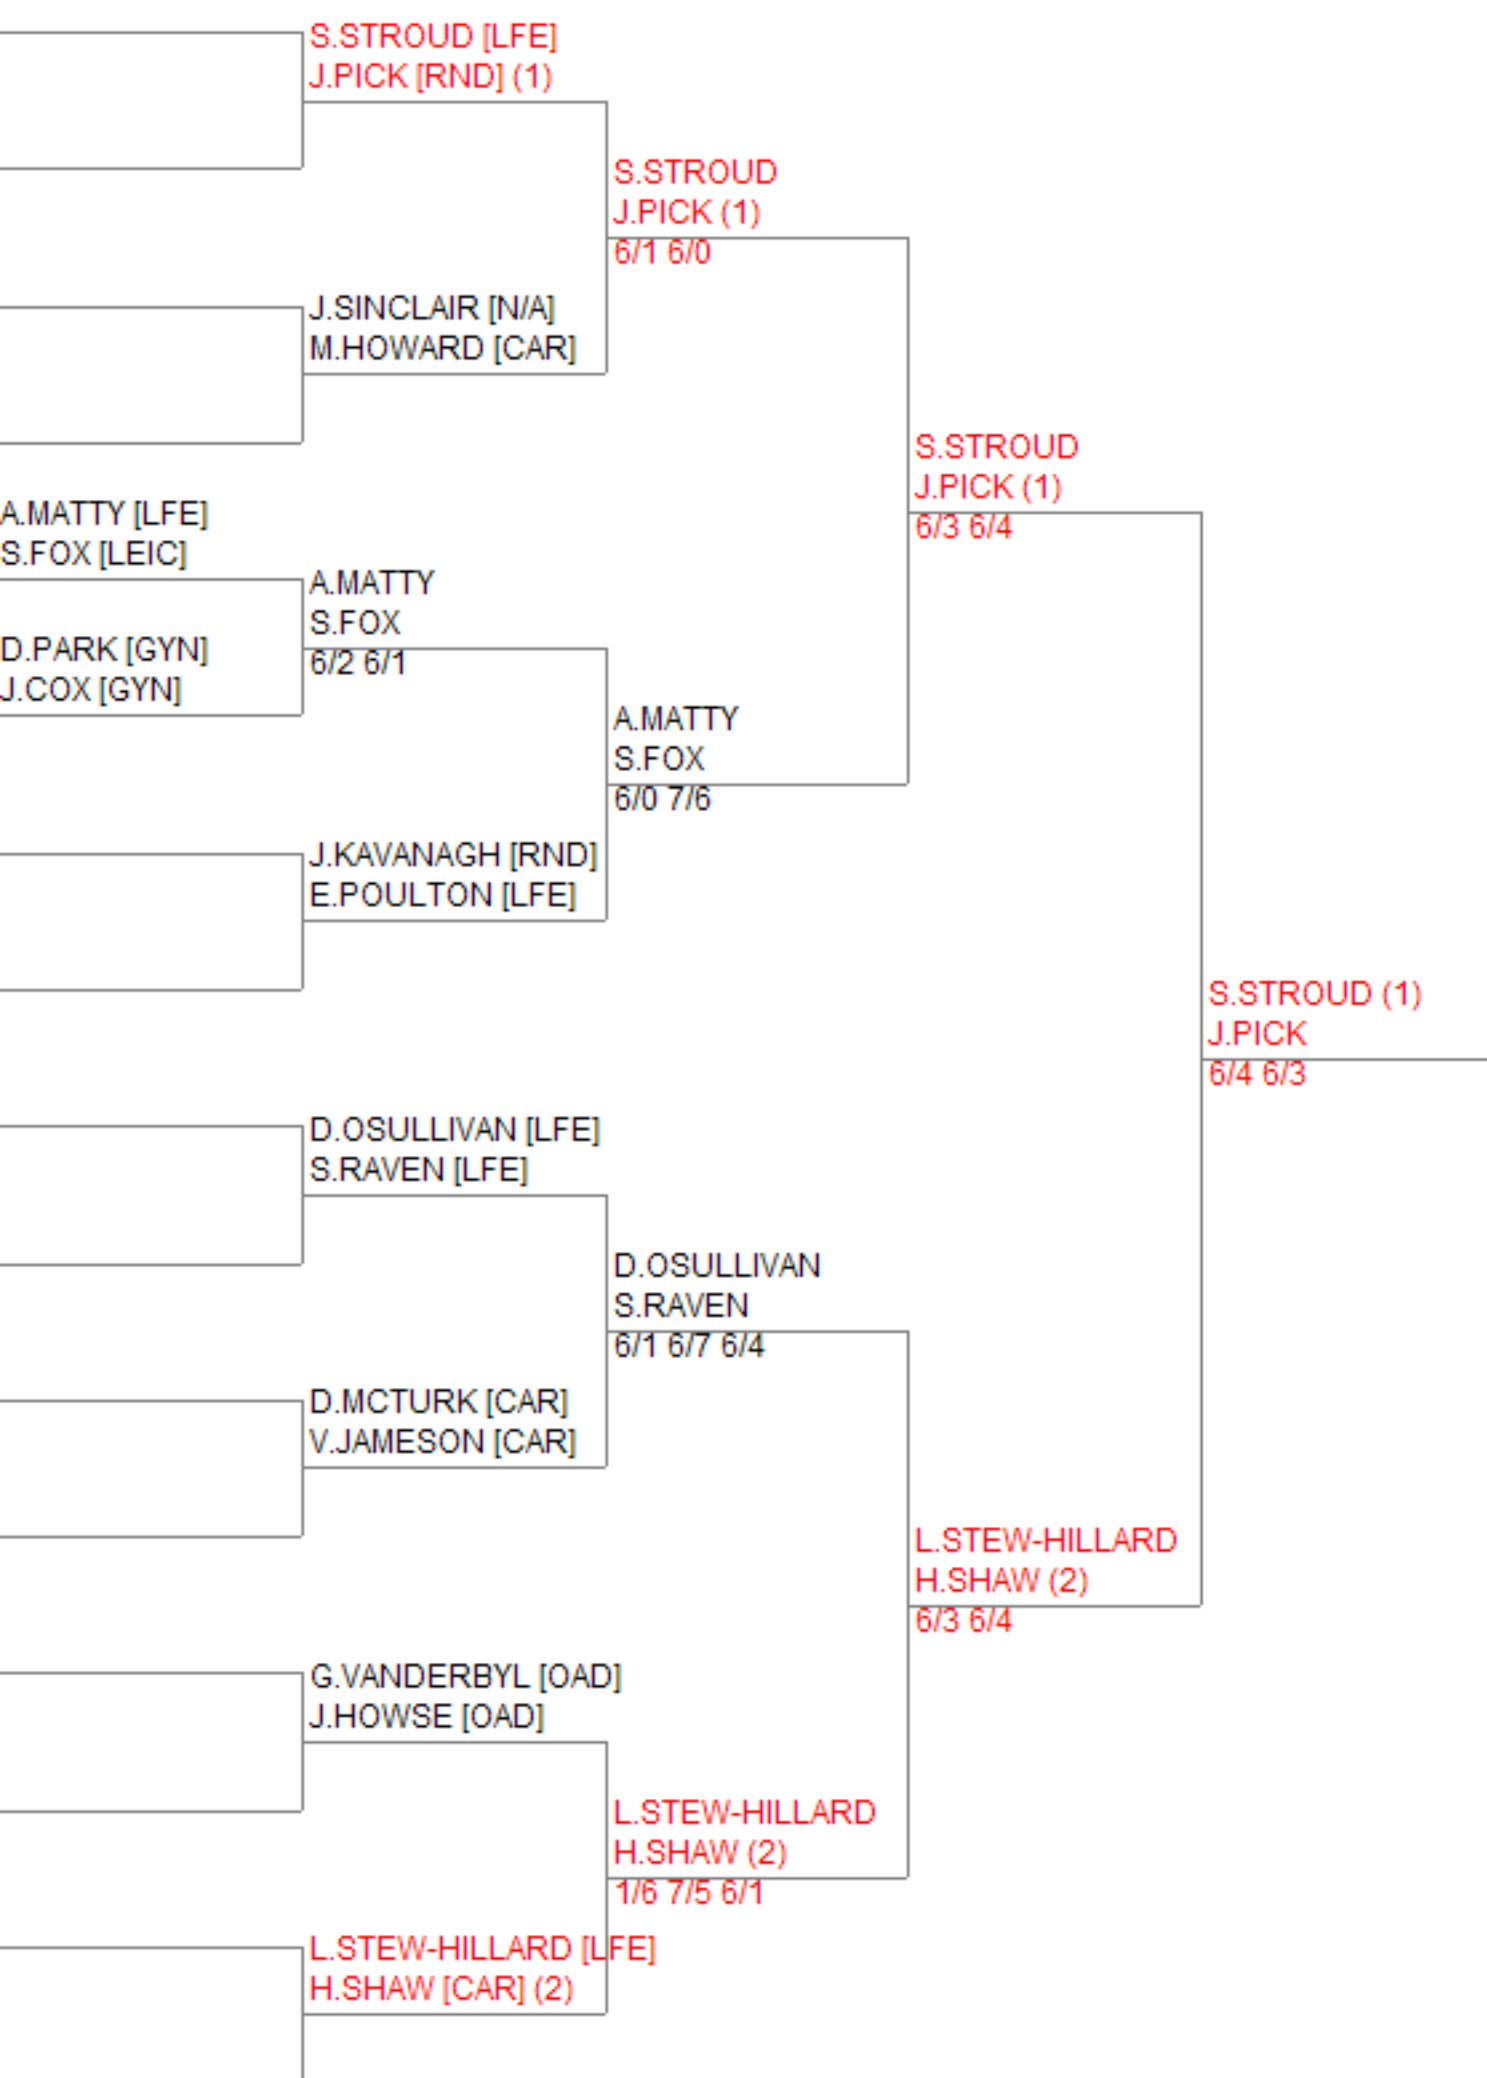 S.STROUD [LFE]
J.PICK [RND] (1)
S.STROUD
J.PICK (1)
6/1 6/0
J.SINCLAIR [N/A]
M.HOWARD [CAR]
S.STROUD
J.PICK (1)
6/3 6/4
A.MATTY [LFE]
S.FOX [LEIC]
A.MATTY
S.FOX
6/2 6/1
D.PARK [GYN]
J.COX [GYN]
A.MATTY
S.FOX
6/0 7/6
J.KAVANAGH [RND]
E.POULTON [LFE]
S.STROUD (1)
J.PICK
6/4 6/3
D.OSULLIVAN [LFE]
S.RAVEN [LFE]
D.OSULLIVAN
S.RAVEN
6/1 6/7 6/4
D.MCTURK [CAR]
V.JAMESON [CAR]
L.STEW-HILLARD
H.SHAW (2)
6/3 6/4
G.VANDERBYL [OAD]
J.HOWSE [OAD]
L.STEW-HILLARD
H.SHAW (2)
1/6 7/5 6/1
L.STEW-HILLARD [LFE]
H.SHAW [CAR] (2)